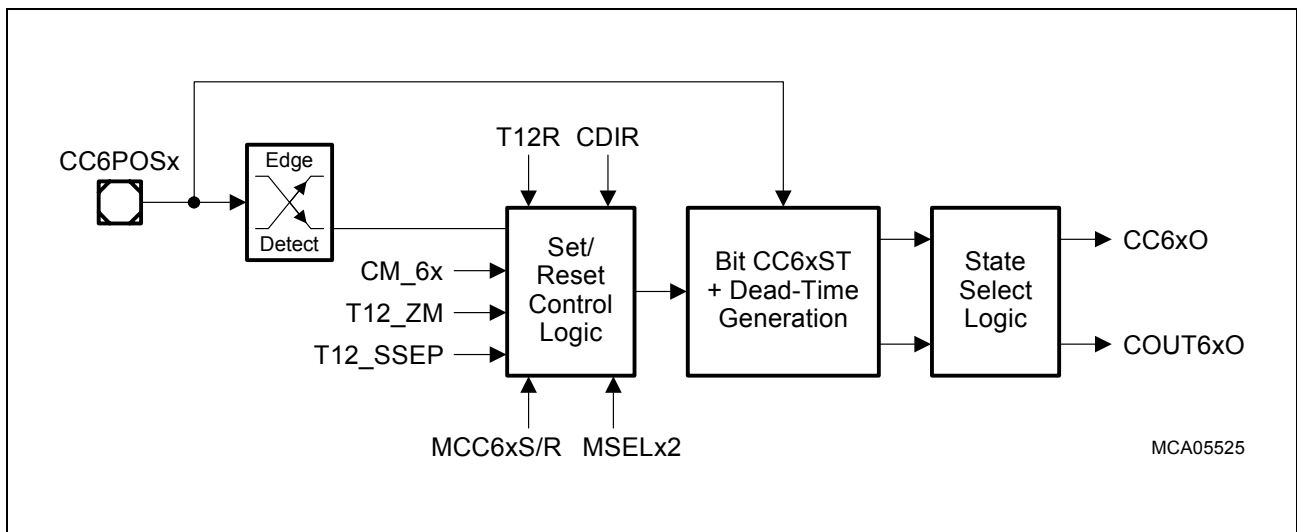 CC6POSx
Edge
Detect
T12R
CDIR
CM_6x
T12_ZM
T12_SSEP
Set/
Reset
Control
Logic
MCC6xS/R
MSELx2
Bit CC6xST
+ Dead-Time
Generation
State
Select
Logic
CC6xO
COUT6xO
MCA05525